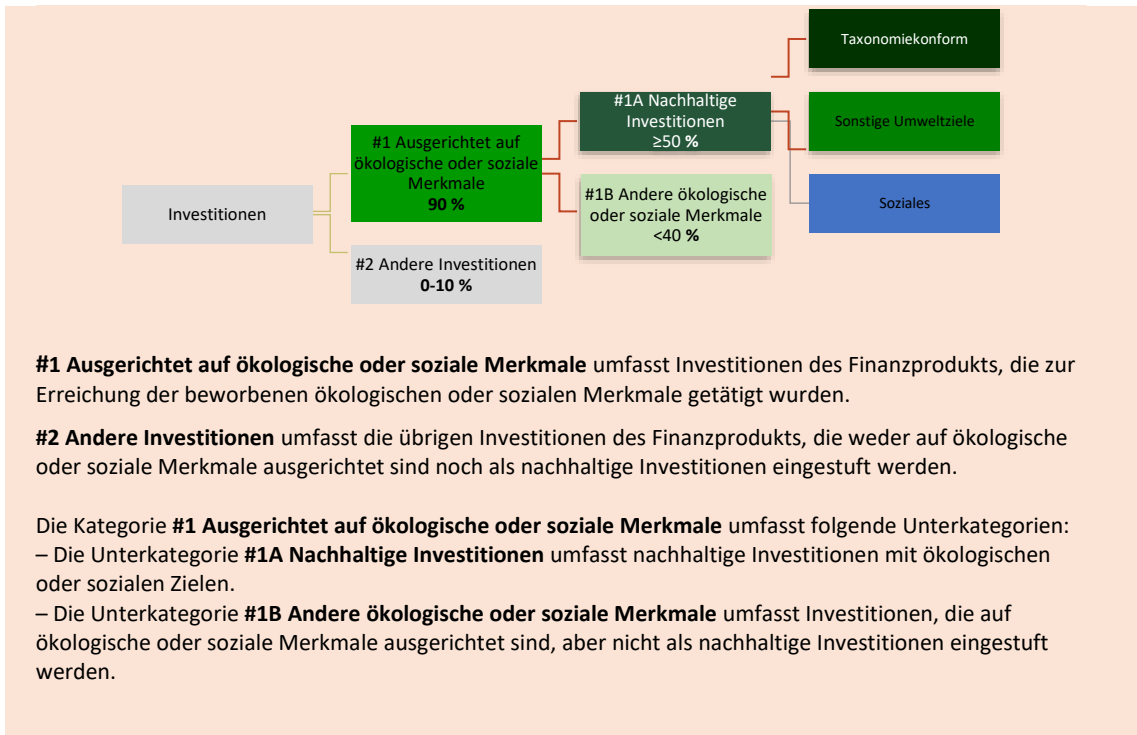 Taxonomiekonform
#1A Nachhaltige
Investitionen
≥50 %
Sonstige Umweltziele
#1 Ausgerichtet auf
ökologische oder soziale
Merkmale
90 %
#1B Andere ökologische
oder soziale Merkmale
<40 %
Soziales
Investitionen
#2 Andere Investitionen
0-10 %
#1 Ausgerichtet auf ökologische oder soziale Merkmale umfasst Investitionen des Finanzprodukts, die zur
Erreichung der beworbenen ökologischen oder sozialen Merkmale getätigt wurden.
#2 Andere Investitionen umfasst die übrigen Investitionen des Finanzprodukts, die weder auf ökologische
oder soziale Merkmale ausgerichtet sind noch als nachhaltige Investitionen eingestuft werden.
Die Kategorie #1 Ausgerichtet auf ökologische oder soziale Merkmale umfasst folgende Unterkategorien:
– Die Unterkategorie #1A Nachhaltige Investitionen umfasst nachhaltige Investitionen mit ökologischen
oder sozialen Zielen.
– Die Unterkategorie #1B Andere ökologische oder soziale Merkmale umfasst Investitionen, die auf
ökologische oder soziale Merkmale ausgerichtet sind, aber nicht als nachhaltige Investitionen eingestuft
werden.